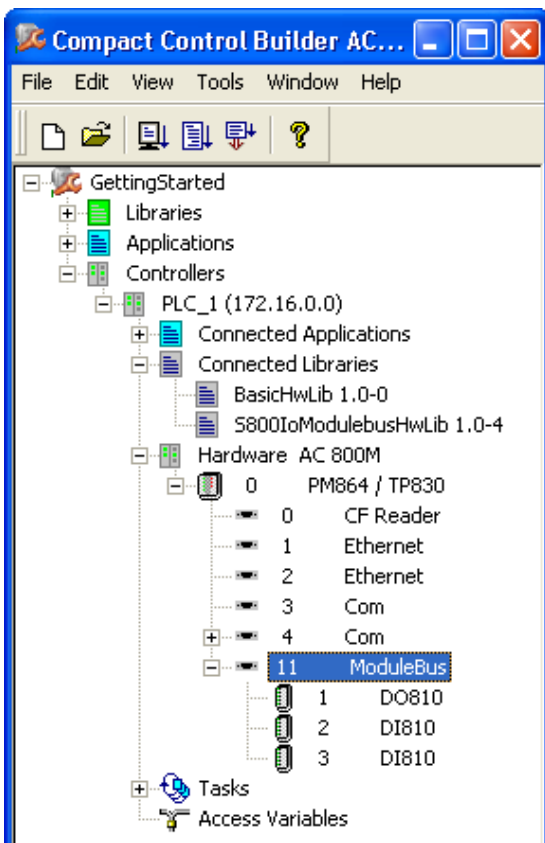 Compact Control Builder AC...
File Edit View Tools Window Help
GettingStarted
Libraries
Applications
Controllers
PLC_1 (172.16.0.0)
Connected Applications
Connected Libraries
BasicHwLib 1.0-0
S800IoModulebusHwLib 1.0-4
Hardware AC 800M
0 PM864 / TP830
0 CF Reader
1 Ethernet
2 Ethernet
3 Com
4 Com
11 ModuleBus
1 DO810
2 DI810
3 DI810
Tasks
Access Variables